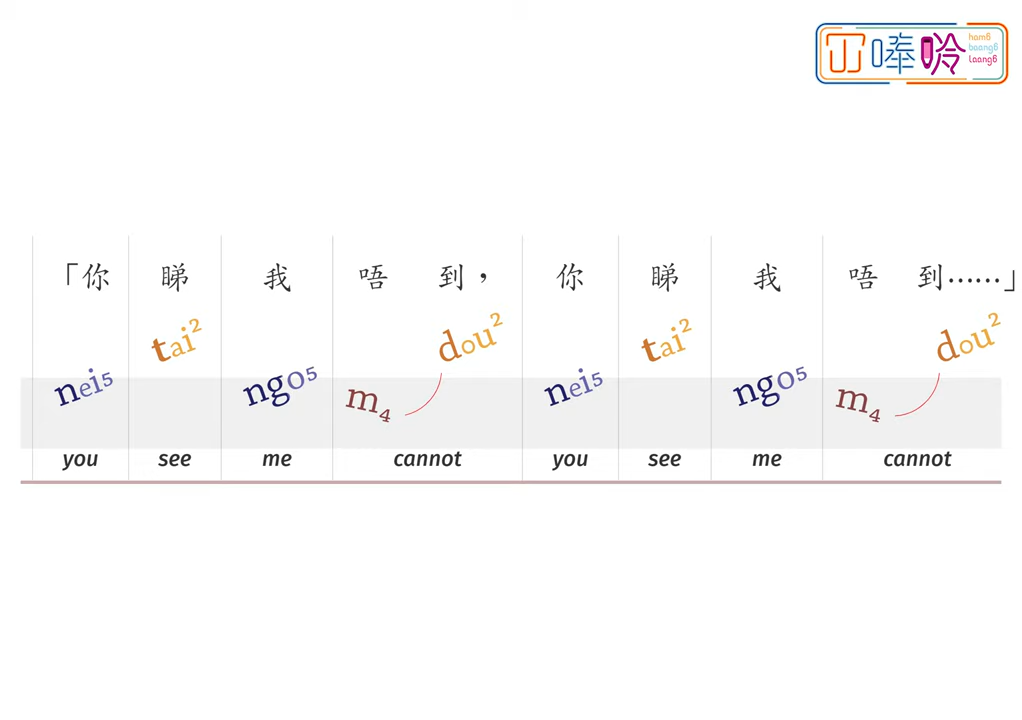 冚唪唥
ham6
baang6
laang6
「你 睇 我 唔 到，你 睇 我 唔 到……」
nei5 tai2 ngo5 m4 dou2 nei5 tai2 ngo5 m4 dou2
you see me cannot you see me cannot